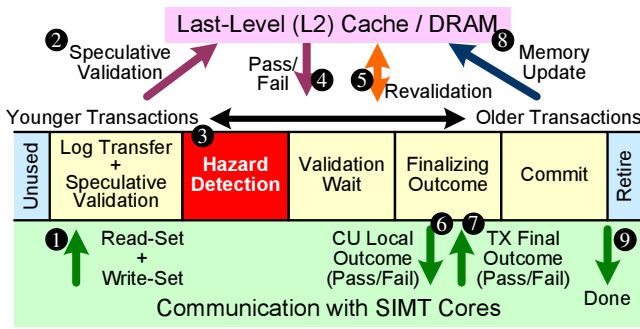 Last-Level (L2) Cache / DRAM
2
Speculative
Validation
Pass/
Fail
4
5
Revalidation
8
Memory
Update
Younger Transactions
Older Transactions
3
Unused
Log Transfer
+
Speculative
Validation
Hazard
Detection
Validation
Wait
Finalizing
Outcome
Commit
Retire
1
Read-Set
+
Write-Set
CU Local
Outcome
(Pass/Fail)
6
7
TX Final
Outcome
(Pass/Fail)
9
Done
Communication with SIMT Cores